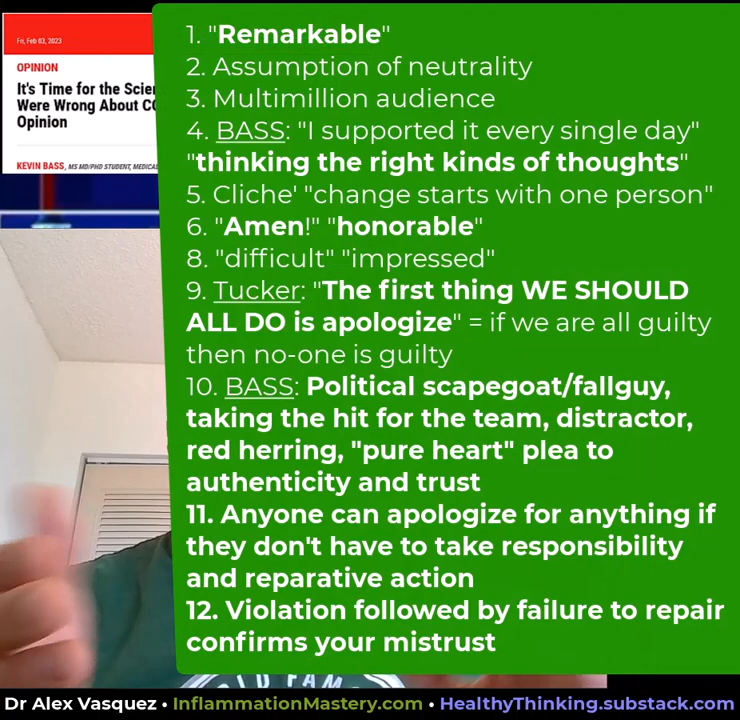 Fri, Feb 03, 2023
OPINION
It's Time for the Scien
Were Wrong About CO
Opinion
KEVIN BASS, MS MD/PHD STUDENT, MEDICAL
1. "Remarkable"
2. Assumption of neutrality
3. Multimillion audience
4. BASS: "I supported it every single day"
"thinking the right kinds of thoughts"
5. Cliche' "change starts with one person"
6. "Amen!" "honorable"
8. "difficult" "impressed"
9. Tucker: "The first thing WE SHOULD
ALL DO is apologize" = if we are all guilty
then no-one is guilty
10. BASS: Political scapegoat/fallguy,
taking the hit for the team, distractor,
red herring, "pure heart" plea to
authenticity and trust
11. Anyone can apologize for anything if
they don't have to take responsibility
and reparative action
12. Violation followed by failure to repair
confirms your mistrust
Dr Alex Vasquez • InflammationMastery.com • HealthyThinking.substack.com